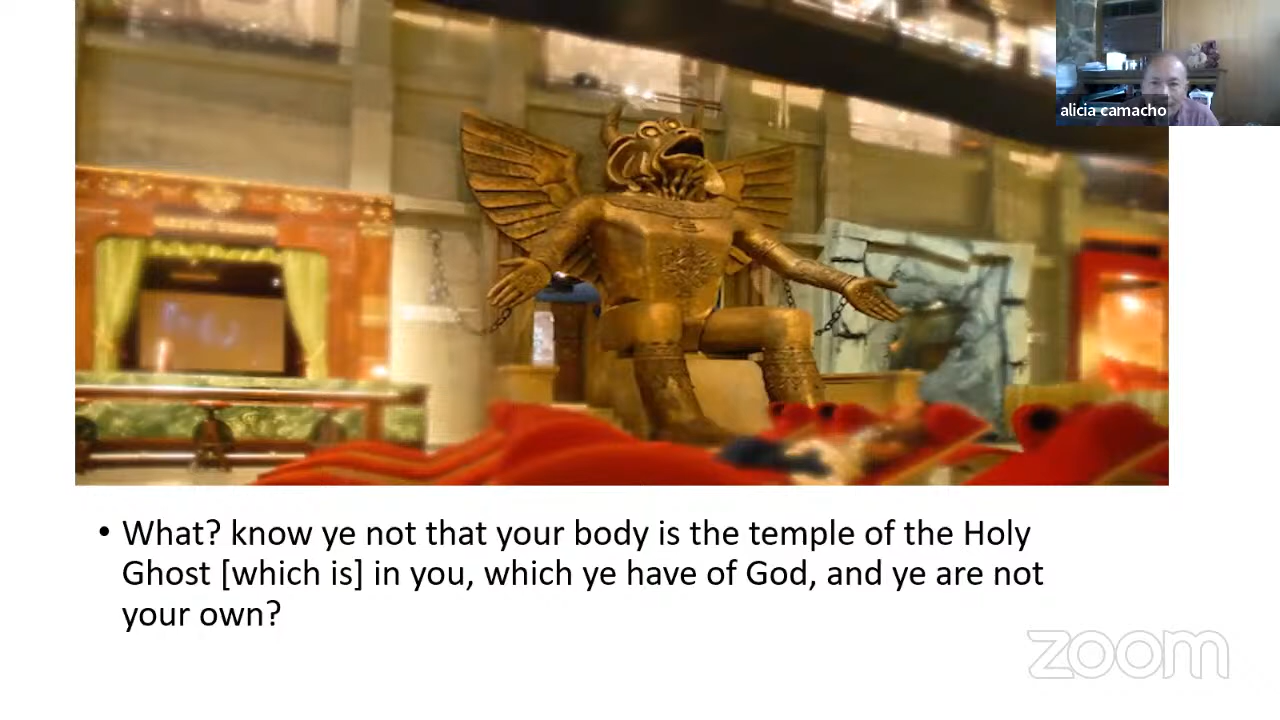 alicia camacho
• What? know ye not that your body is the temple of the Holy
Ghost [which is] in you, which ye have of God, and ye are not
your own?
zoom